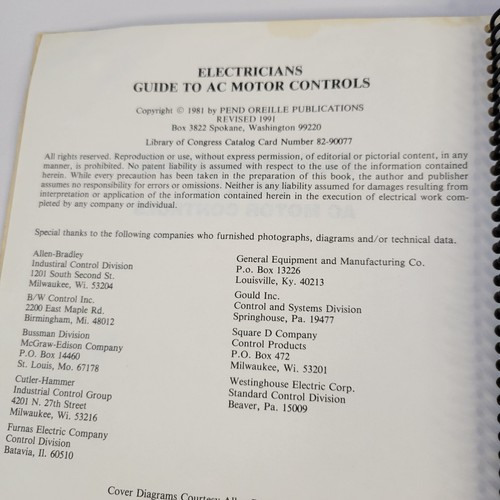 ELECTRICIANS
GUIDE TO AC MOTOR CONTROLS
Copyright © 1981 by PEND OREILLE PUBLICATIONS
REVISED 1991
Box 3822 Spokane, Washington 99220
Library of Congress Catalog Card Number 82-90077
All rights reserved. Reproduction or use, without express permission, of editorial or pictorial content, in any
manner, is prohibited. No patent liability is assumed with respect to the use of the information contained
herein. While every precaution has been taken in the preparation of this book, the author and publisher
assumes no responsibility for errors or omissions. Neither is any liability assumed for damages resulting from
interpretation or application of the information contained herein in the execution of electrical work com-
pleted by any company or individual.
Special thanks to the following companies who furnished photographs, diagrams and/or technical data.
Allen-Bradley
Industiral Control Division
1201 South Second St.
Milwaukee, Wi. 53204
B/W Control Inc.
2200 East Maple Rd.
Birmingham, Mi. 48012
Bussman Division
McGraw-Edison Company
P.O. Box 14460
St. Louis, Mo. 67178
Cutler-Hammer
Industrial Control Group
4201 N. 27th Street
Milwaukee, Wi. 53216
Furnas Electric Company
Control Division
Batavia, Il. 60510
General Equipment and Manufacturing Co.
P.o. Box 13226
Louisville, Ky. 40213
Gould Inc.
Control and Systems Division
Springhouse, Pa. 19477
Square D Company
Control Products
P.O. Box 472
Milwaukee, Wi. 53201
Westinghouse Electric Corp.
Standard Control Division
Beaver, Pa. 15009
Cover Diagrams Courtesy Allen